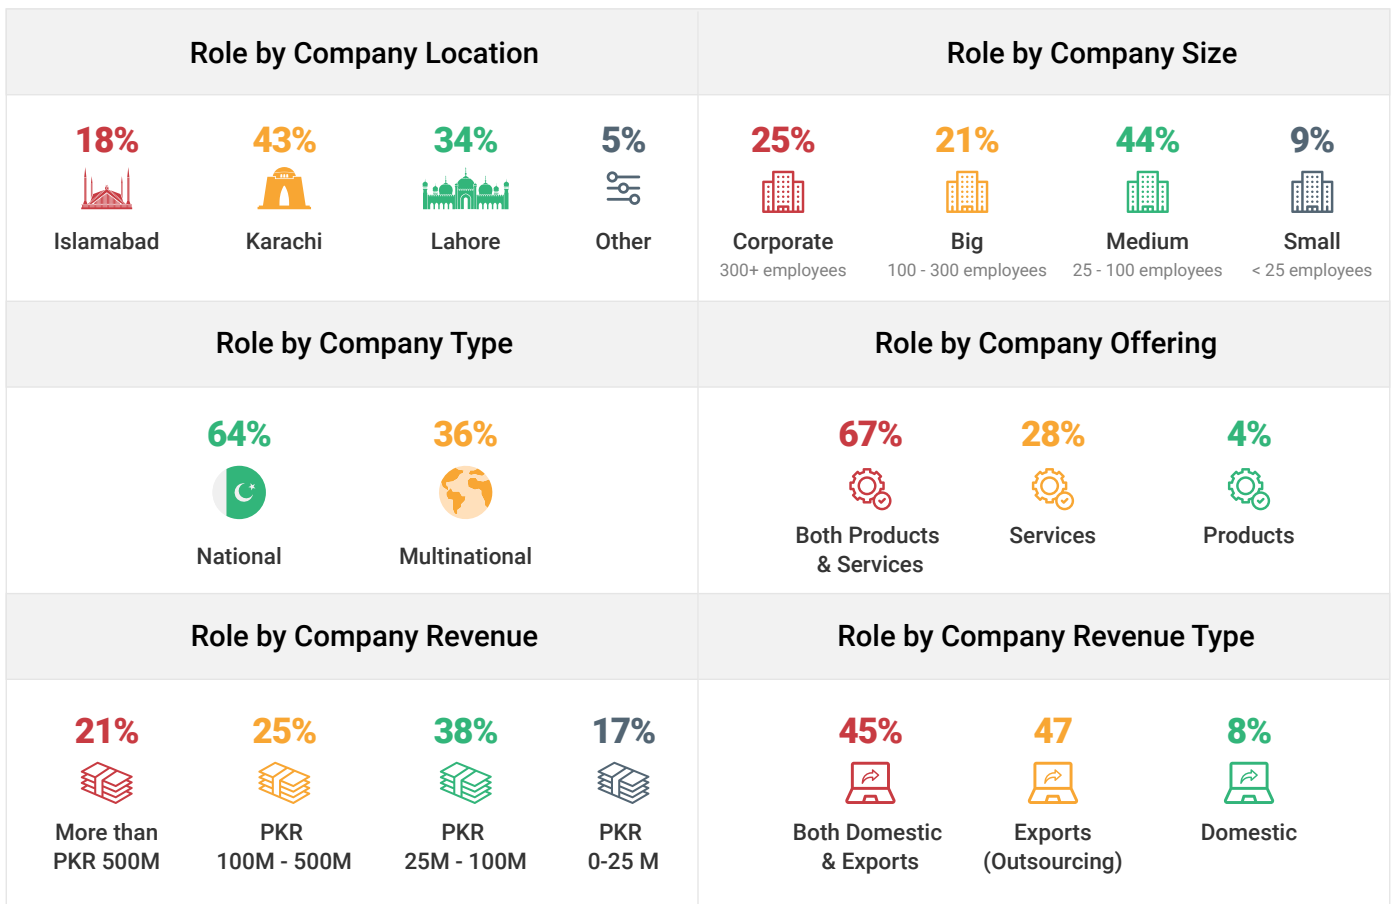 Role by Company Location
18%
43%
34%
5%
Islamabad
Karachi
Lahore
Other
Role by Company Size
25%
21%
44%
9%
Corporate
Big
Medium
Small
300+ employees
100 - 300 employees
25 - 100 employees
< 25 employees
Role by Company Type
64%
36%
National
Multinational
Role by Company Offering
67%
28%
4%
Both Products
& Services
Services
Products
Role by Company Revenue
21%
25%
38%
17%
More than
PKR 500M
PKR
100M - 500M
PKR
25M - 100M
PKR
0-25 M
Role by Company Revenue Type
45%
47
8%
Both Domestic
& Exports
Exports
(Outsourcing)
Domestic